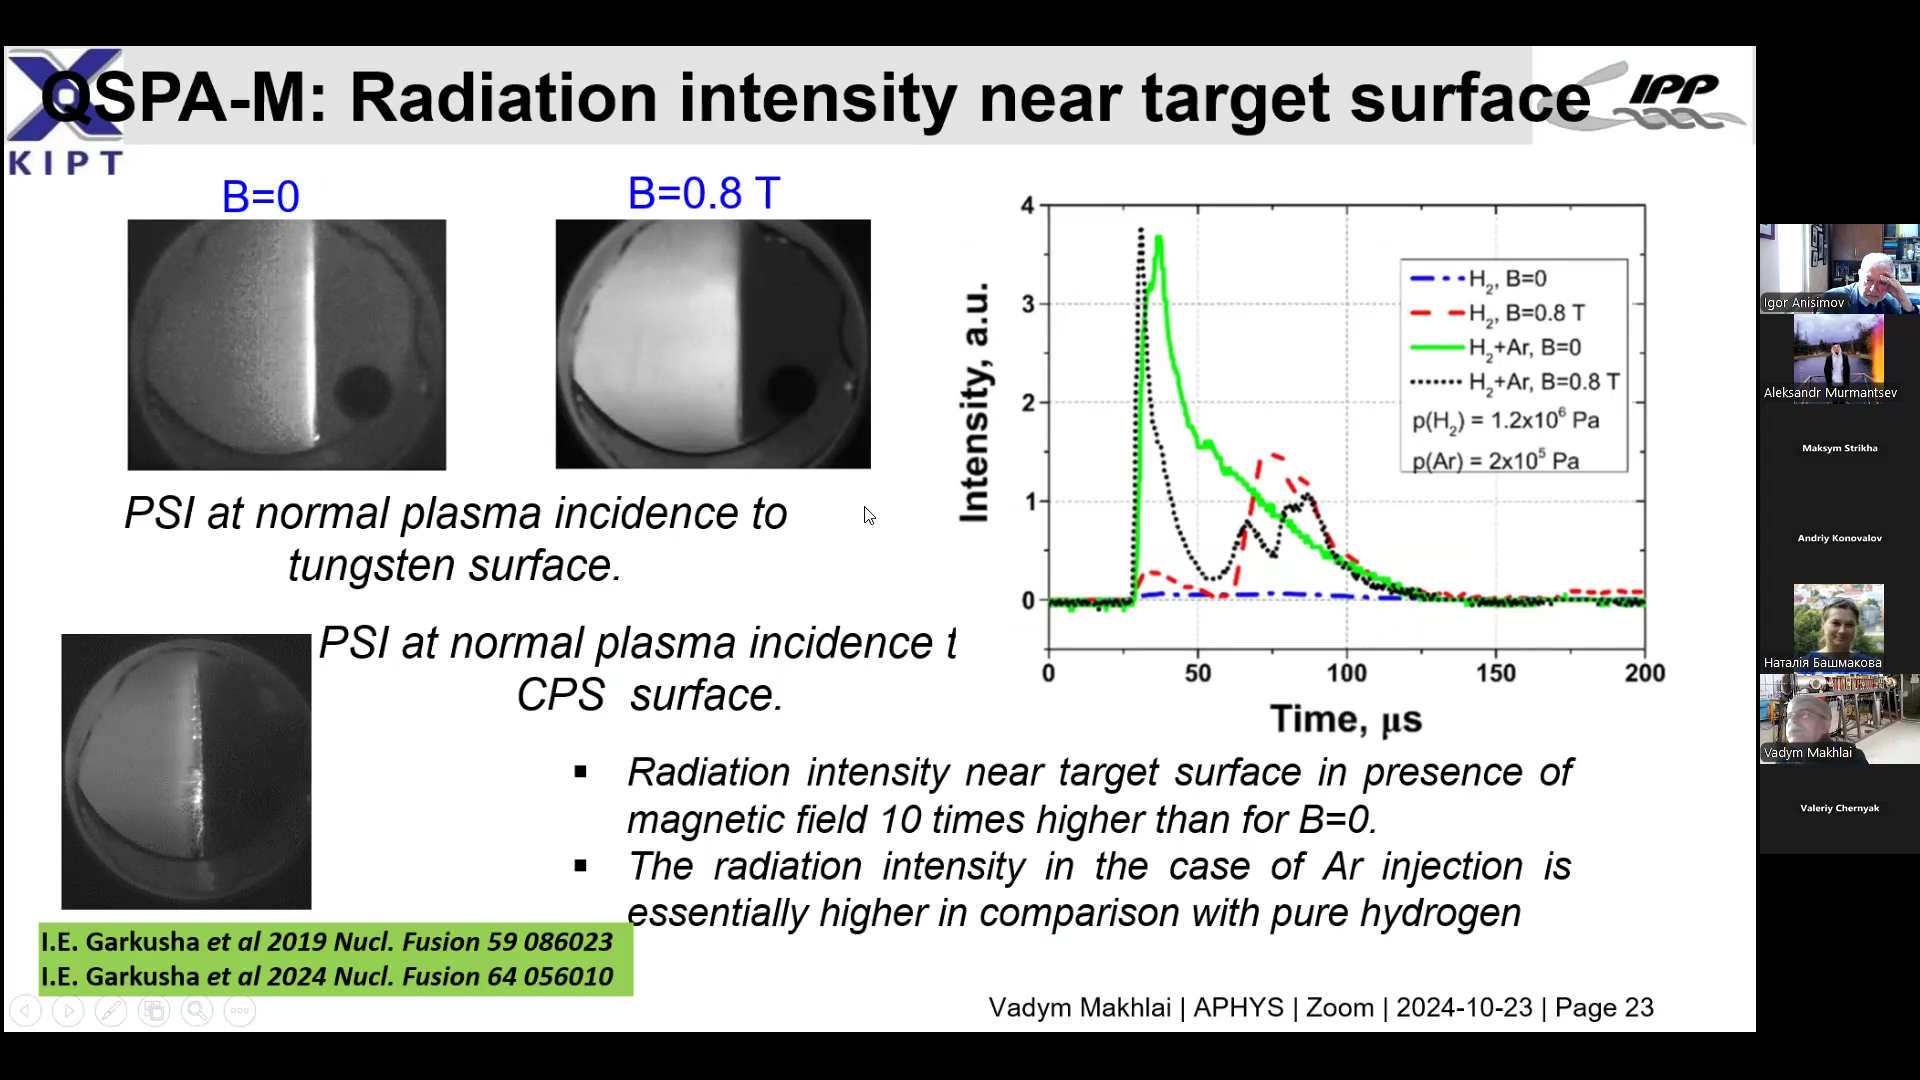 QSPA-M: Radiation intensity near target surface
KIPT
IPP
B=0
B=0.8 T
PSI at normal plasma incidence to
tungsten surface.
PSI at normal plasma incidence t
CPS surface.
Intensity, a.u.
4
3
2
1
0
0 50 100 150 200
Time, µs
H₂, B=0
H₂, B=0.8 T
H₂+Ar, B=0
H₂+Ar, B=0.8 T
p(H₂) = 1.2x10⁶ Pa
p(Ar) = 2x10⁵ Pa
▪ Radiation intensity near target surface in presence of
magnetic field 10 times higher than for B=0.
▪ The radiation intensity in the case of Ar injection is
essentially higher in comparison with pure hydrogen
I.E. Garkusha et al 2019 Nucl. Fusion 59 086023
I.E. Garkusha et al 2024 Nucl. Fusion 64 056010
Vadym Makhlai | APHYS | Zoom | 2024-10-23 | Page 23
Igor Anisimov
Aleksandr Murmantsev
Maksym Strikha
Andriy Konovalov
Наталія Башмакова
Vadym Makhlai
Valeriy Chernyak